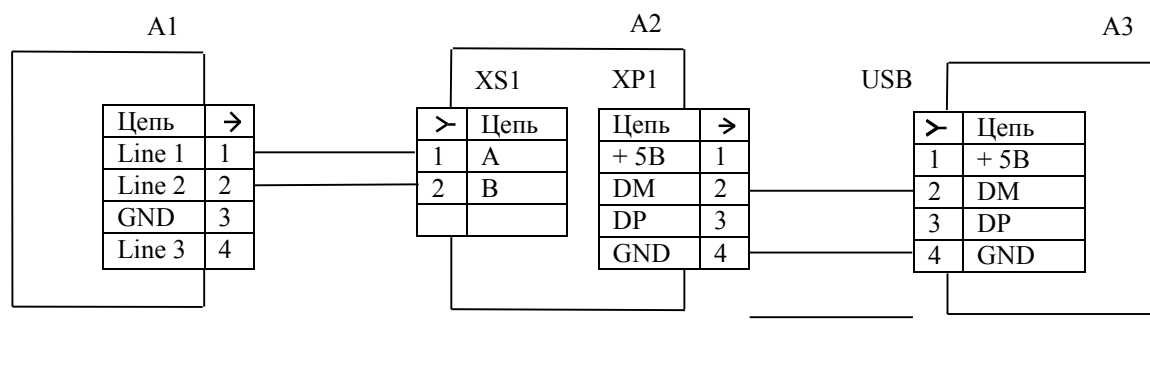 A1
A2
A3
XS1
XP1
USB
Цепь
Line 1 1
Line 2 2
GND 3
Line 3 4
Цепь
1 A
2 B
Цепь
+ 5В 1
DM 2
DP 3
GND 4
Цепь
1 + 5В
2 DM
3 DP
4 GND